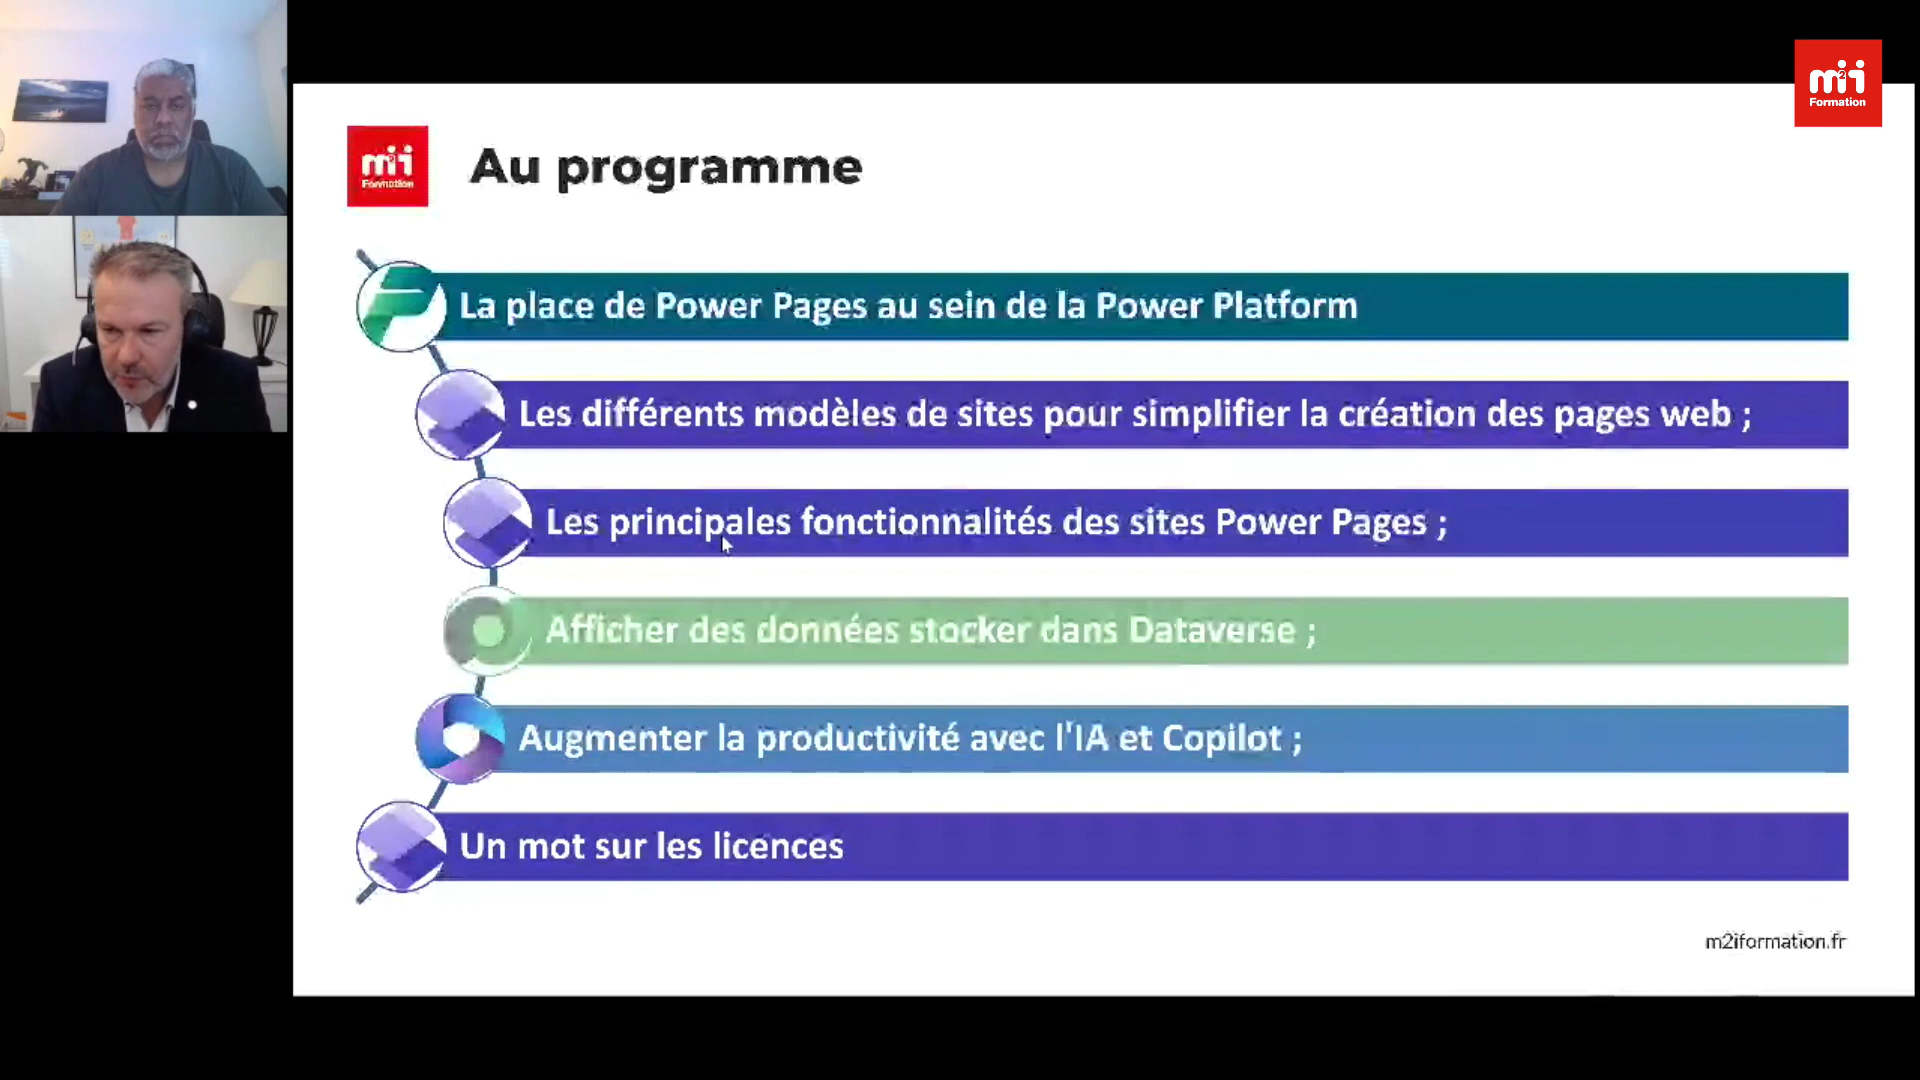 m2i
Formation
m2i
Formation
Au programme
La place de Power Pages au sein de la Power Platform
Les différents modèles de sites pour simplifier la création des pages web ;
Les principales fonctionnalités des sites Power Pages ;
Afficher des données stocker dans Dataverse ;
Augmenter la productivité avec l'IA et Copilot ;
Un mot sur les licences
m2iformation.fr